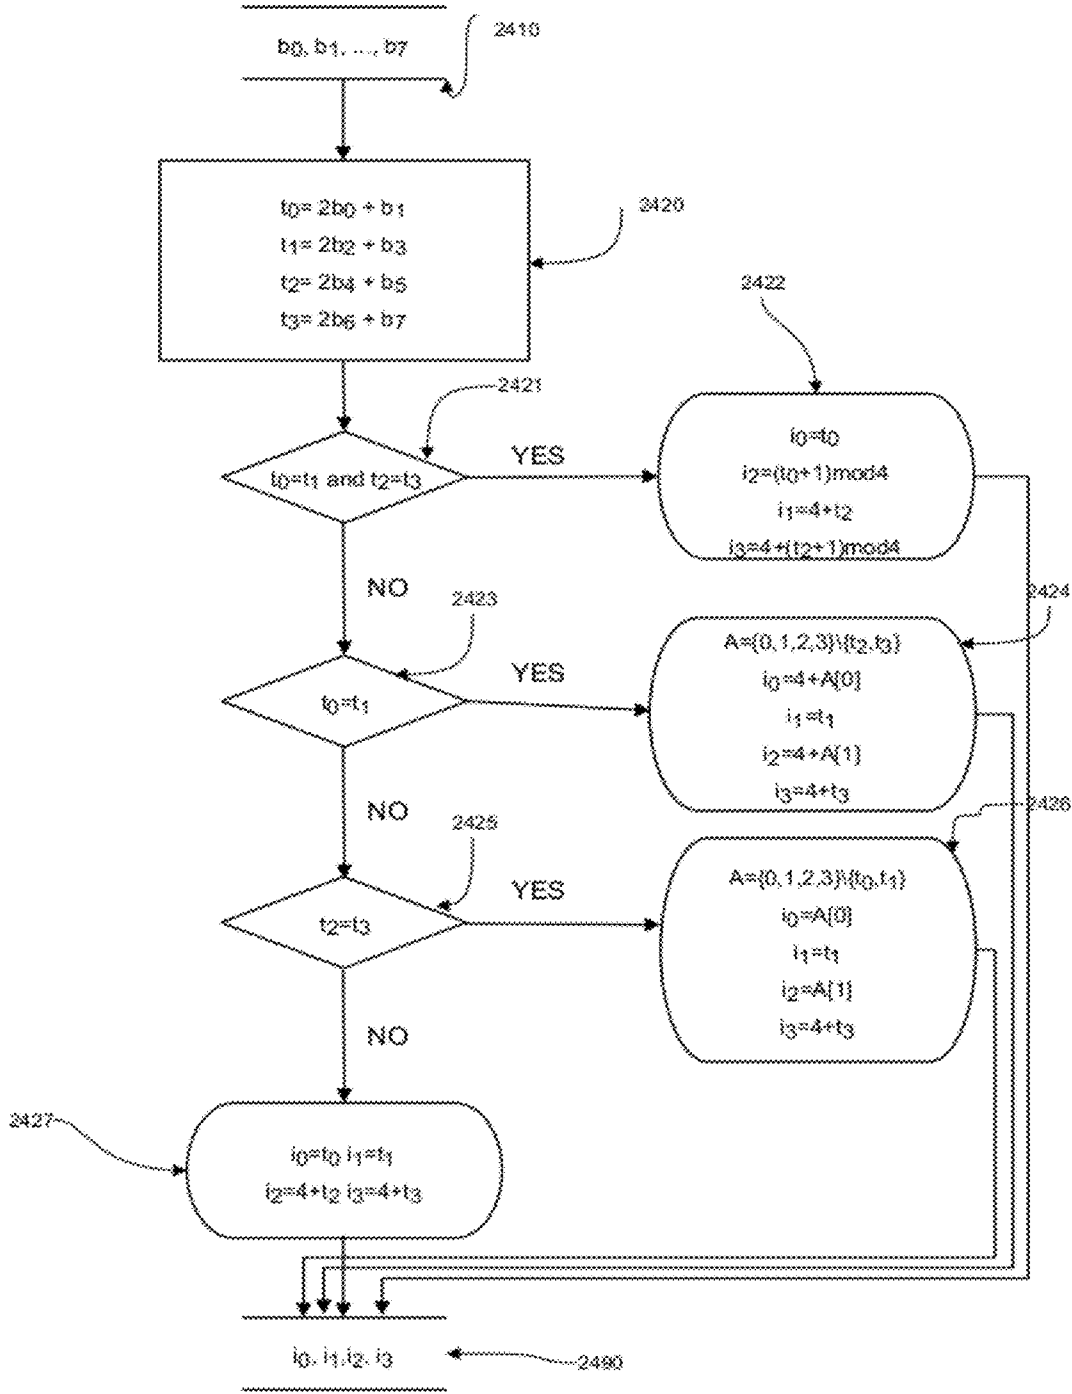 b0, b1, ..., b7
2410
t0= 2b0 + b1
t1= 2b2 + b3
t2= 2b4 + b5
t3= 2b6 + b7
2420
2421
t0=t1 and t2=t3
YES
2422
i0=t0
i2=(t0+1)mod4
i1=4+t2
i3=4+(t2+1)mod4
NO
2423
t0=t1
YES
2424
A={0,1,2,3}\{t2,t3}
i0=4+A[0]
i1=t1
i2=4+A[1]
i3=4+t3
NO
2425
t2=t3
YES
2426
A={0,1,2,3}\{t0,t1}
i0=A[0]
i1=t1
i2=A[1]
i3=4+t3
NO
2427
i0=t0 i1=t1
i2=4+t2 i3=4+t3
i0, i1,i2, i3
2490